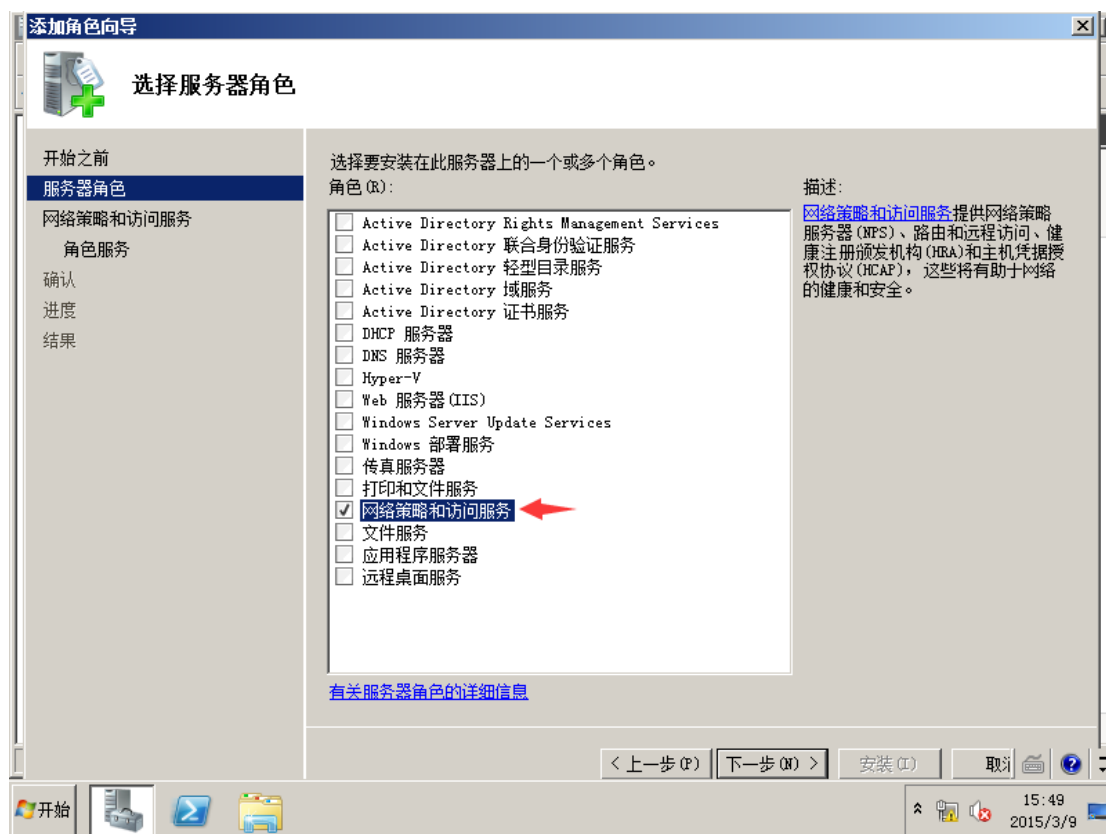 添加角色向导
选择服务器角色
开始之前
服务器角色
网络策略和访问服务
角色服务
确认
进度
结果
选择要安装在此服务器上的一个或多个角色。
角色(R):
Active Directory Rights Management Services
Active Directory 联合身份验证服务
Active Directory 轻型目录服务
Active Directory 域服务
Active Directory 证书服务
DHCP 服务器
DNS 服务器
Hyper-V
Web 服务器(IIS)
Windows Server Update Services
Windows 部署服务
传真服务器
打印和文件服务
网络策略和访问服务
文件服务
应用程序服务器
远程桌面服务
有关服务器角色的详细信息
描述:
网络策略和访问服务提供网络策略
服务器(NPS)、路由和远程访问、健
康注册颁发机构(HRA)和主机凭据授
权协议(HCAP)，这些将有助于网络
的健康和安全。
< 上一步(P)
下一步(N) >
安装(I)
取
开始
15:49
2015/3/9